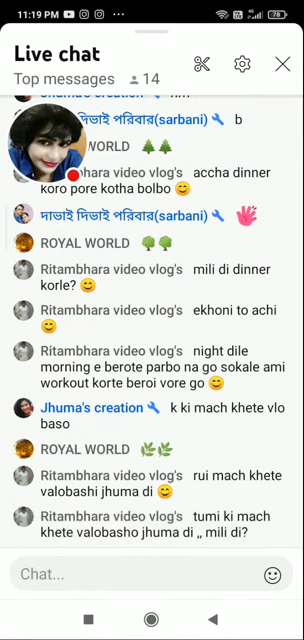 11:19 PM
78
Live chat
Top messages 14
দিভাই পরিবার(sarbani) b
WORLD 🌲🌲
vlog's accha dinner
koro pore kotha bolbo 😊
দাভাই দিভাই পরিবার(sarbani)
ROYAL WORLD 🌳🌳
Ritambhara video vlog's mili di dinner
korle? 😊
Ritambhara video vlog's ekhoni to achi
😊
Ritambhara video vlog's night dile
morning e berote parbo na go sokale ami
workout korte beroi vore go 😊
Jhuma's creation k ki mach khete vlo
baso
ROYAL WORLD 🌿🌿
Ritambhara video vlog's rui mach khete
valobashi jhuma di 😊
Ritambhara video vlog's tumi ki mach
khete valobasho jhuma di ,, mili di?
Chat...